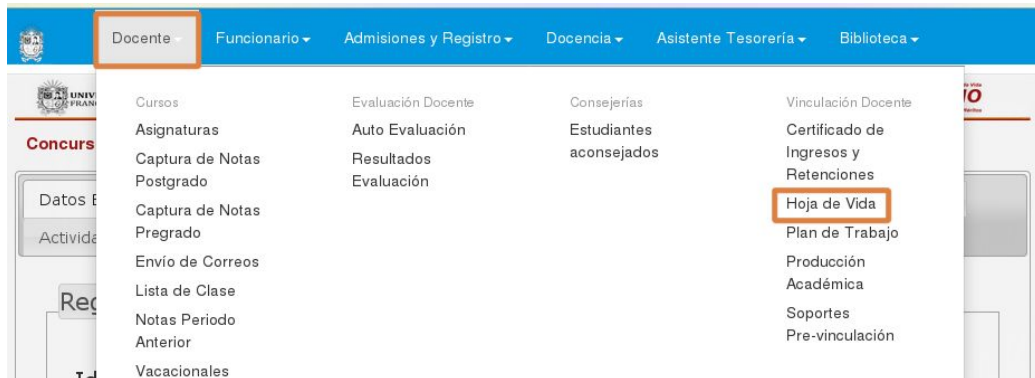 Docente Funcionario Admisiones y Registro Docencia Asistente Tesorería Biblioteca
Cursos
Asignaturas
Captura de Notas
Postgrado
Captura de Notas
Pregrado
Envío de Correos
Lista de Clase
Notas Periodo
Anterior
Vacacionales
Evaluación Docente
Auto Evaluación
Resultados
Evaluación
Consejerías
Estudiantes
aconsejados
Vinculación Docente
Certificado de
Ingresos y
Retenciones
Hoja de Vida
Plan de Trabajo
Producción
Académica
Soportes
Pre-vinculación
UNIV
FRAN
Concurs
Datos E
Activida
Reg